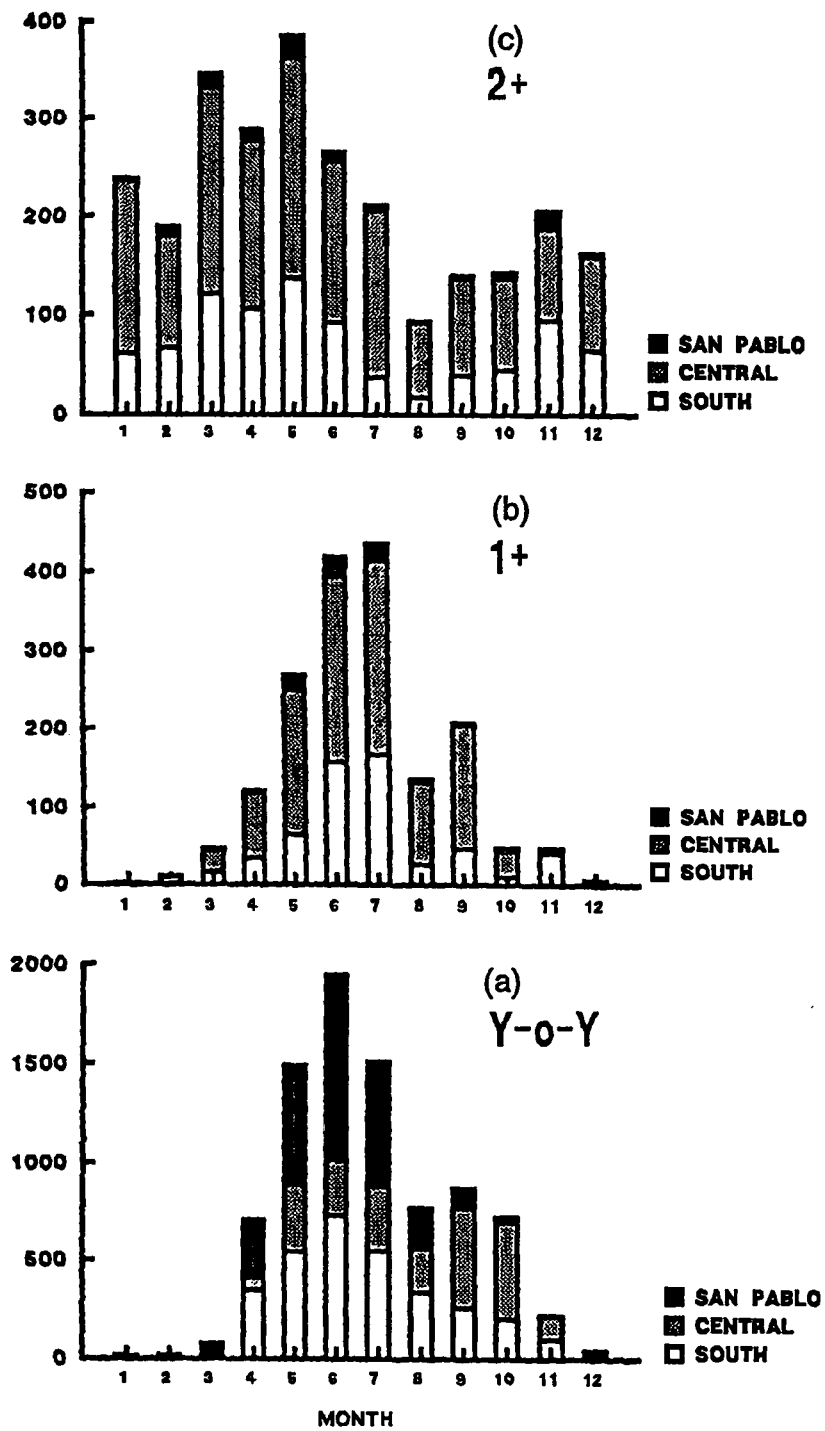 400
300
200
100
0
(c)
2+
SAN PABLO
CENTRAL
SOUTH
1 2 3 4 5 6 7 8 9 10 11 12
500
400
300
200
100
0
(b)
1+
SAN PABLO
CENTRAL
SOUTH
1 2 3 4 5 6 7 8 9 10 11 12
2000
1500
1000
500
0
(a)
Y-o-Y
SAN PABLO
CENTRAL
SOUTH
1 2 3 4 5 6 7 8 9 10 11 12
MONTH